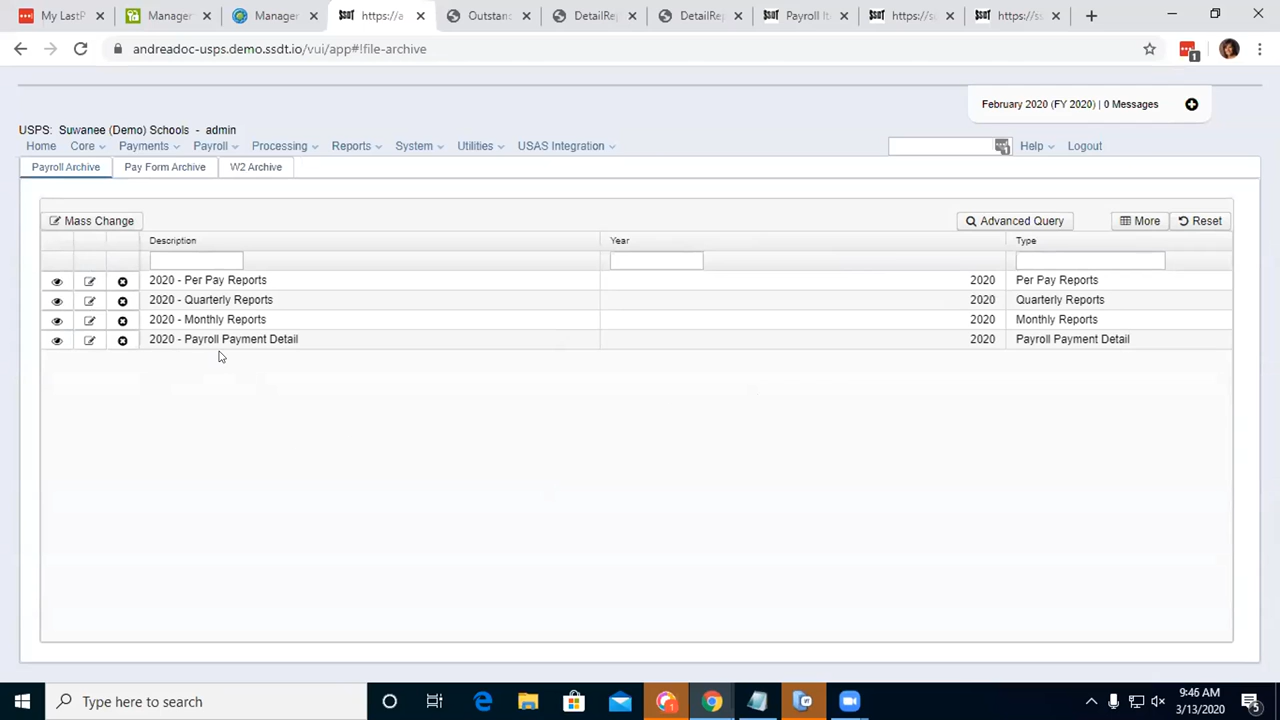 My LastP
Manager
Manager
https://a
Outstan
DetailRe
DetailRe
Payroll It
https://s
https://ss
andreadoc-usps.demo.ssdt.io/vui/app#!file-archive
1
February 2020 (FY 2020) | 0 Messages
USPS: Suwanee (Demo) Schools - admin
Home Core Payments Payroll Processing Reports System Utilities USAS Integration Help Logout
Payroll Archive Pay Form Archive W2 Archive
Mass Change Advanced Query More Reset
Description Year Type
2020 - Per Pay Reports 2020 Per Pay Reports
2020 - Quarterly Reports 2020 Quarterly Reports
2020 - Monthly Reports 2020 Monthly Reports
2020 - Payroll Payment Detail 2020 Payroll Payment Detail
Type here to search
9:46 AM
3/13/2020
5